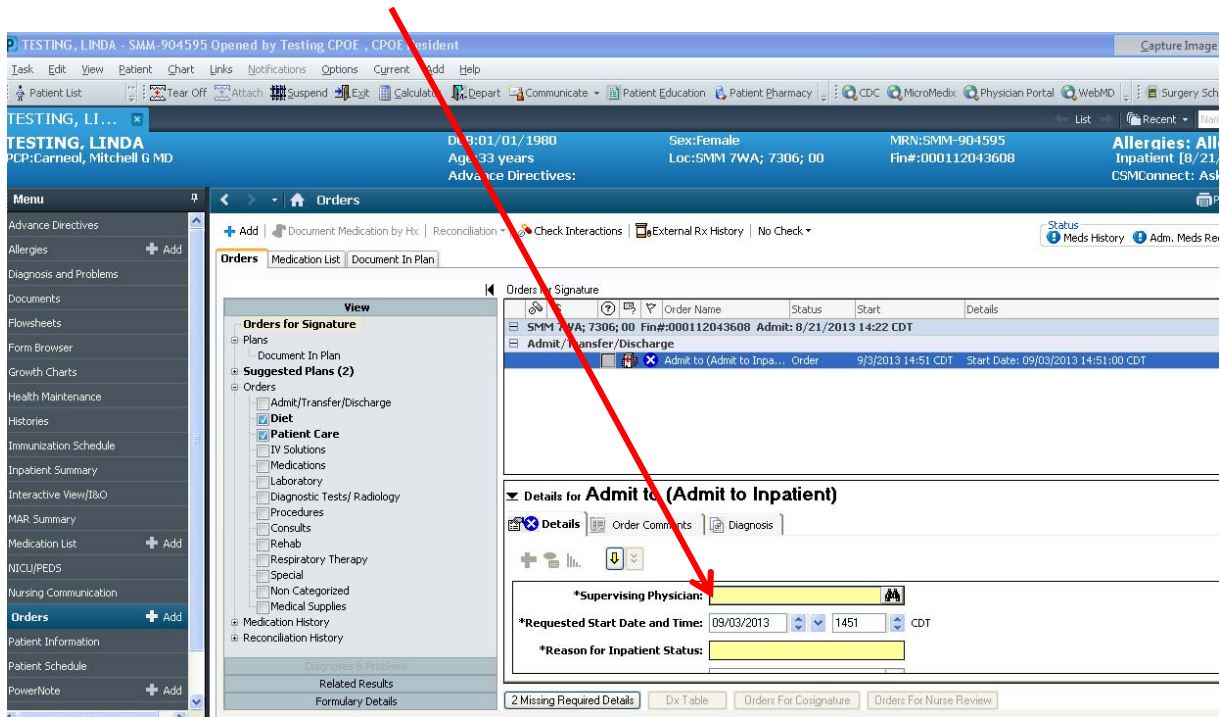 TESTING, LINDA - SMM-904595 Opened by Testing CPOE , CPOE Resident
Capture Image
Task Edit View Patient Chart Links Notifications Options Current Add Help
Patient List Tear Off Attach Suspend Exit Calculator Depart Communicate Patient Education Patient Pharmacy CDC MicroMedix Physician Portal WebMD Surgery Sch
TESTING, LI... List Recent Nam
TESTING, LINDA DOB:01/01/1980 Sex:Female MRN:SMM-904595 Allergies: All
PCP:Carneol, Mitchell G MD Age:33 years Loc:SMM 7WA; 7306; 00 Fin#:000112043608 Inpatient [8/21/
Advance Directives: CSMConnect: Ask
Menu Orders P
Add Document Medication by Hx Reconciliation Check Interactions External Rx History No Check
Status
Meds History Adm. Meds Re
Orders Medication List Document In Plan
Advance Directives
Allergies Add
Diagnosis and Problems
Documents
Flowsheets
Form Browser
Growth Charts
Health Maintenance
Histories
Immunization Schedule
Inpatient Summary
Interactive View/I&O
MAR Summary
Medication List Add
NICU/PEDS
Nursing Communication
Orders Add
Patient Information
Patient Schedule
PowerNote Add
View
Orders for Signature
Plans
Document In Plan
Suggested Plans (2)
Orders
Admit/Transfer/Discharge
Diet
Patient Care
IV Solutions
Medications
Laboratory
Diagnostic Tests/ Radiology
Procedures
Consults
Rehab
Respiratory Therapy
Special
Non Categorized
Medical Supplies
Medication History
Reconciliation History
Diagnoses & Problems
Related Results
Formulary Details
Orders for Signature
$ Order Name Status Start Details
SMM 7WA; 7306; 00 Fin#:000112043608 Admit: 8/21/2013 14:22 CDT
Admit/Transfer/Discharge
Admit to (Admit to Inpa... Order 9/3/2013 14:51 CDT Start Date: 09/03/2013 14:51:00 CDT
Details for Admit to (Admit to Inpatient)
Details Order Comments Diagnosis
*Supervising Physician:
*Requested Start Date and Time: 09/03/2013 1451 CDT
*Reason for Inpatient Status:
2 Missing Required Details Dx Table Orders For Cosignature Orders For Nurse Review